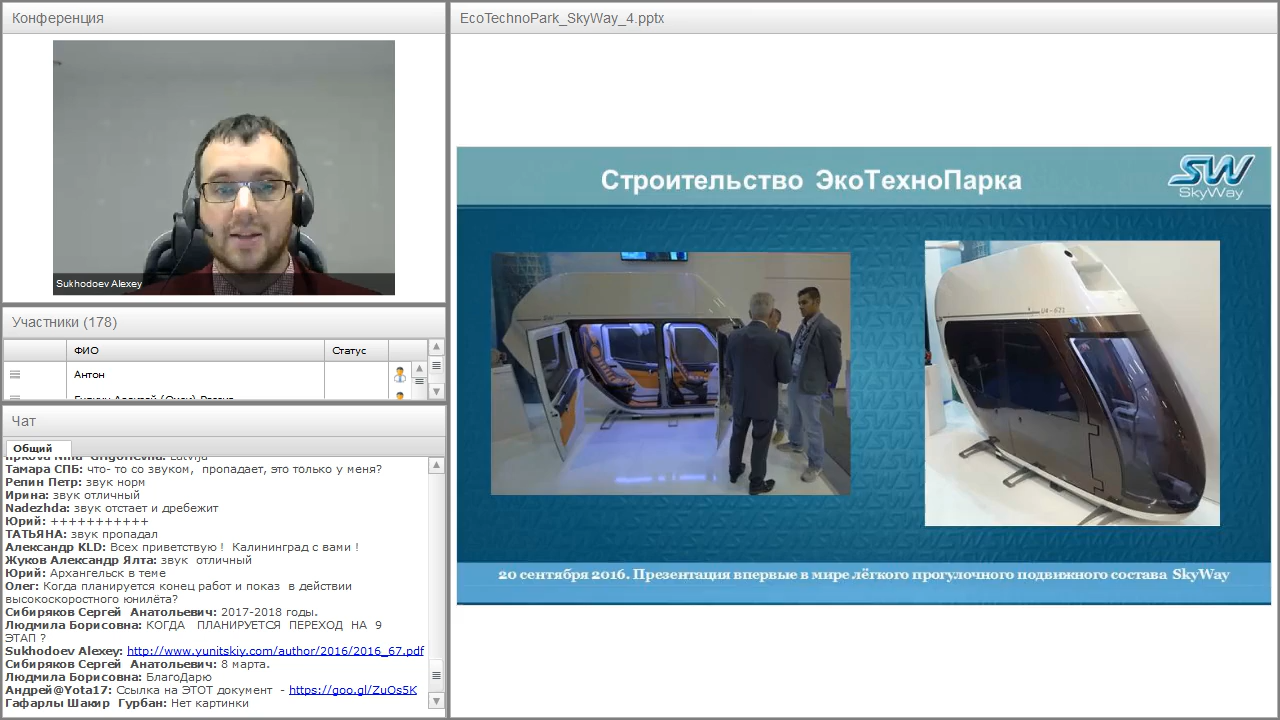 Конференция
Sukhodoev Alexey
Участники (178)
ФИО
Статус
Антон
Чат
Общий
Тамара СПБ: что- то со звуком, пропадает, это только у меня?
Репин Петр: звук норм
Ирина: звук отличный
Nadezhda: звук отстает и дребежит
Юрий: +++++++++++
ТАТЬЯНА: звук пропадал
Александр KLD: Всех приветствую ! Калининград с вами !
Жуков Александр Ялта: звук отличный
Юрий: Архангельск в теме
Олег: Когда планируется конец работ и показ в действии
высокоскоростного юнилёта?
Сибиряков Сергей Анатольевич: 2017-2018 годы.
Людмила Борисовна: КОГДА ПЛАНИРУЕТСЯ ПЕРЕХОД НА 9
ЭТАП ?
Sukhodoev Alexey: http://www.yunitskiy.com/author/2016/2016_67.pdf
Сибиряков Сергей Анатольевич: 8 марта.
Людмила Борисовна: БлагоДарю
Андрей@Yota17: Ссылка на ЭТОТ документ - https://goo.gl/ZuOs5K
Гафарлы Шакир Гурбан: Нет картинки
EcoTechnoPark_SkyWay_4.pptx
Строительство ЭкоТехноПарка
SW
SkyWay
20 сентября 2016. Презентация впервые в мире лёгкого прогулочного подвижного состава SkyWay